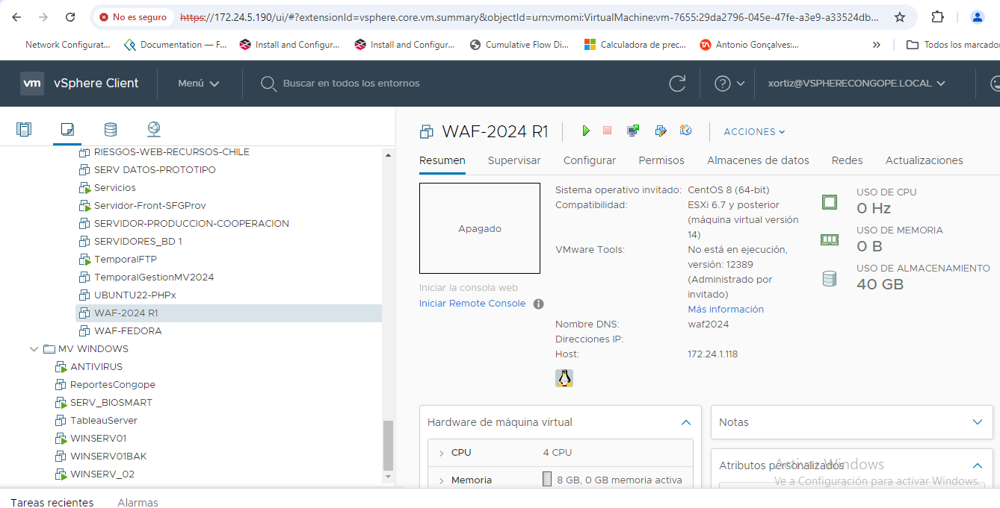 No es seguro
https://172.24.5.190/ui/#?extensionId=vsphere.core.vm.summary&objectId=urn:vmomi:VirtualMachine:vm-7655:29da2796-045e-47fe-a3e9-a33524db...
Network Configurat... Documentation — F... Install and Configur... Install and Configur... Cumulative Flow Di... Calculadora de prec... Antonio Gonçalves:... » Todos los marcador
vm vSphere Client Menú Buscar en todos los entornos xortiz@VSPHERECONGOPE.LOCAL
RIESGOS-WEB-RECURSOS-CHILE
SERV DATOS-PROTOTIPO
Servicios
Servidor-Front-SFGProv
SERVIDOR-PRODUCCION-COOPERACION
SERVIDORES_BD 1
TemporalFTP
TemporalGestionMV2024
UBUNTU22-PHPx
WAF-2024 R1
WAF-FEDORA
MV WINDOWS
ANTIVIRUS
ReportesCongope
SERV_BIOSMART
TableauServer
WINSERV01
WINSERV01BAK
WINSERV_02
WAF-2024 R1 ACCIONES
Resumen Supervisar Configurar Permisos Almacenes de datos Redes Actualizaciones
Apagado
Iniciar la consola web
Iniciar Remote Console
Sistema operativo invitado: CentOS 8 (64-bit)
Compatibilidad: ESXi 6.7 y posterior
(máquina virtual versión
14)
VMware Tools: No está en ejecución,
versión: 12389
(Administrado por
invitado)
Más información
Nombre DNS: waf2024
Direcciones IP:
Host: 172.24.1.118
USO DE CPU
0 Hz
USO DE MEMORIA
0 B
USO DE ALMACENAMIENTO
40 GB
Hardware de máquina virtual
CPU 4 CPU
Memoria 8 GB, 0 GB memoria activa
Notas
Atributos personalizados
Activar Windows
Ve a Configuración para activar Windows.
Tareas recientes Alarmas